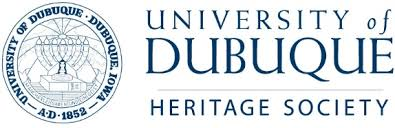 UNIVERSITY OF DUBUQUE · DUBUQUE, IOWA
· A·D·1852 ·
UNIVERSITY of
DUBUQUE
HERITAGE SOCIETY